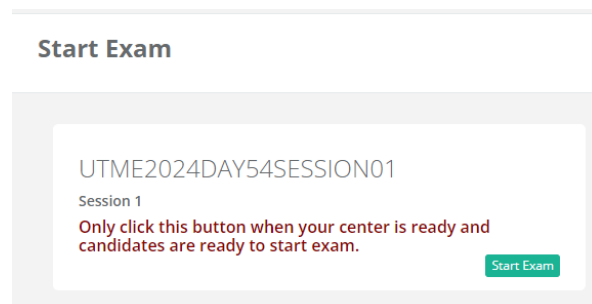 Start Exam
UTME2024DAY54SESSION01
Session 1
Only click this button when your center is ready and
candidates are ready to start exam.
Start Exam